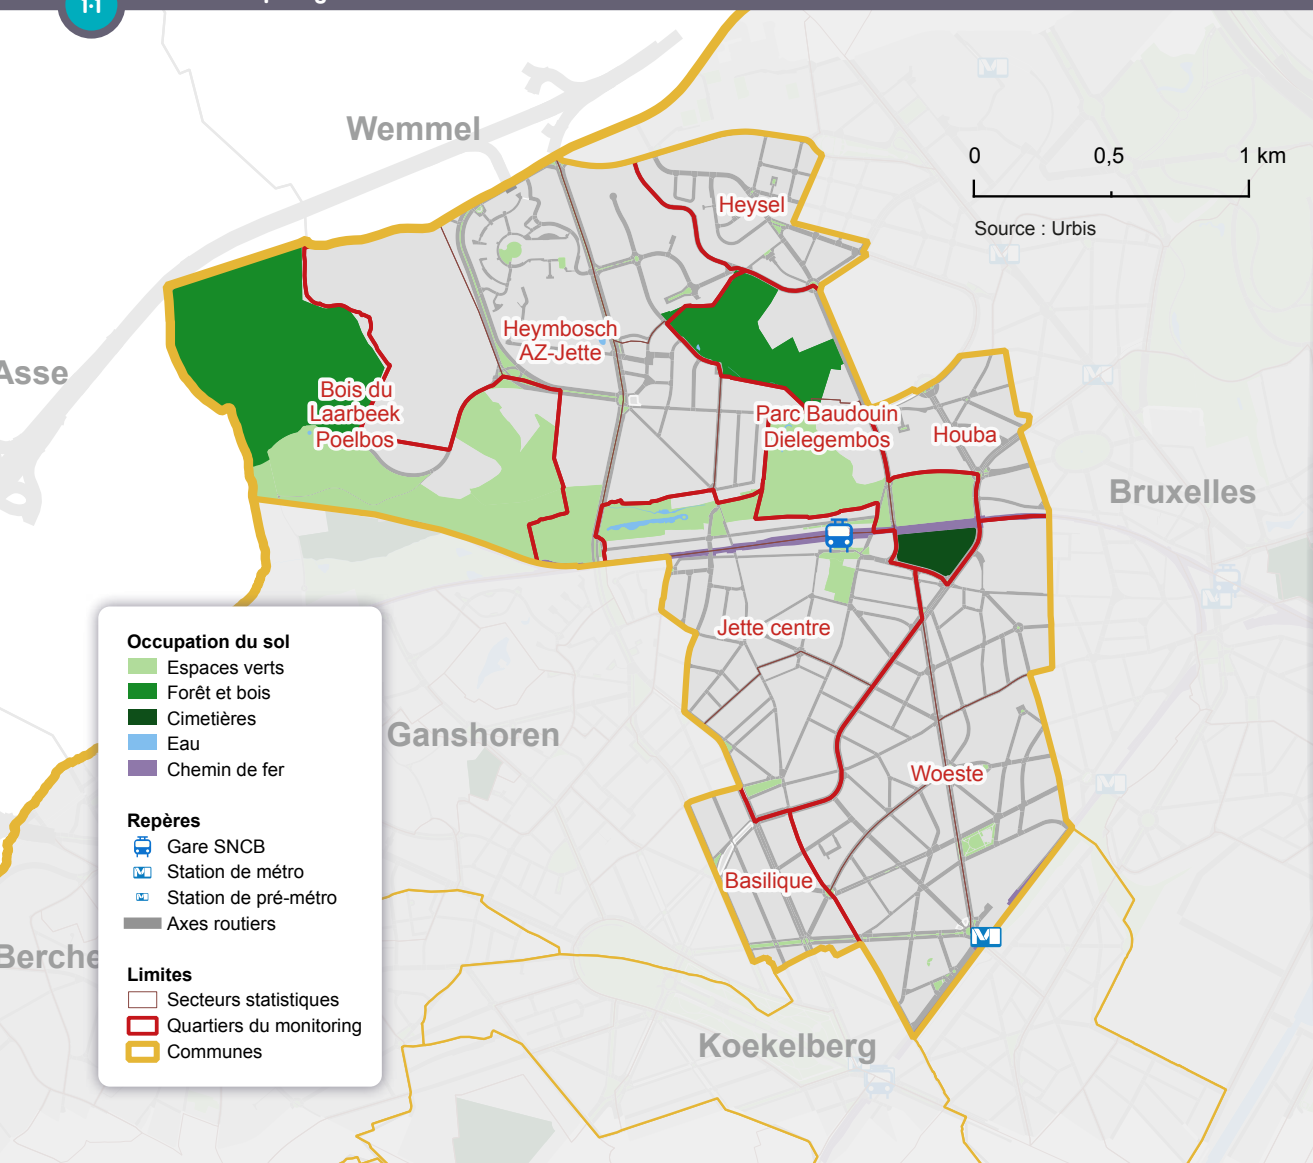 1·1
Wemmel
0 0,5 1 km
Source : Urbis
Heysel
Heymbosch
AZ-Jette
Asse
Bois du
Laarbeek
Poelbos
Parc Baudouin
Dielegembos
Houba
Bruxelles
Jette centre
Ganshoren
Woeste
Basilique
Berche
Koekelberg
Occupation du sol
Espaces verts
Forêt et bois
Cimetières
Eau
Chemin de fer
Repères
Gare SNCB
M Station de métro
M Station de pré-métro
Axes routiers
Limites
Secteurs statistiques
Quartiers du monitoring
Communes